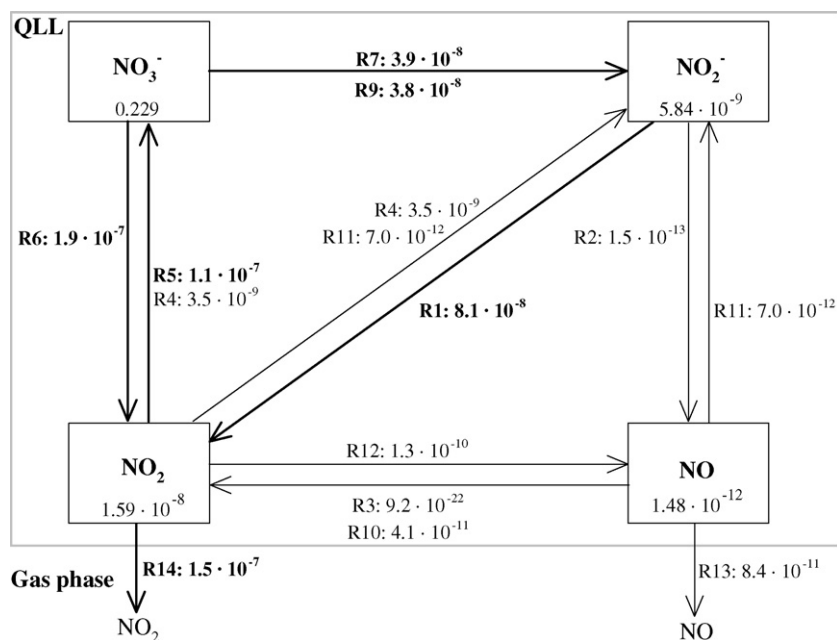 QLL
NO₃⁻
0.229
R7: 3.9 · 10⁻⁸
R9: 3.8 · 10⁻⁸
NO₂⁻
5.84 · 10⁻⁹
R4: 3.5 · 10⁻⁹
R11: 7.0 · 10⁻¹²
R6: 1.9 · 10⁻⁷
R2: 1.5 · 10⁻¹³
R5: 1.1 · 10⁻⁷
R4: 3.5 · 10⁻⁹
R1: 8.1 · 10⁻⁸
R11: 7.0 · 10⁻¹²
NO₂
1.59 · 10⁻⁸
R12: 1.3 · 10⁻¹⁰
R3: 9.2 · 10⁻²²
R10: 4.1 · 10⁻¹¹
NO
1.48 · 10⁻¹²
Gas phase
R14: 1.5 · 10⁻⁷
R13: 8.4 · 10⁻¹¹
NO₂
NO